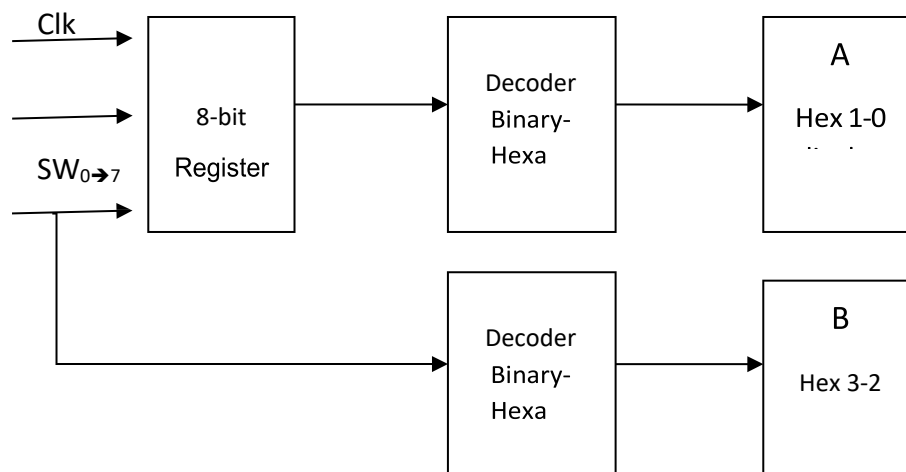 Clk
8-bit
Register
SW0➔7
Decoder
Binary-
Hexa
A
Hex 1-0
Decoder
Binary-
Hexa
B
Hex 3-2